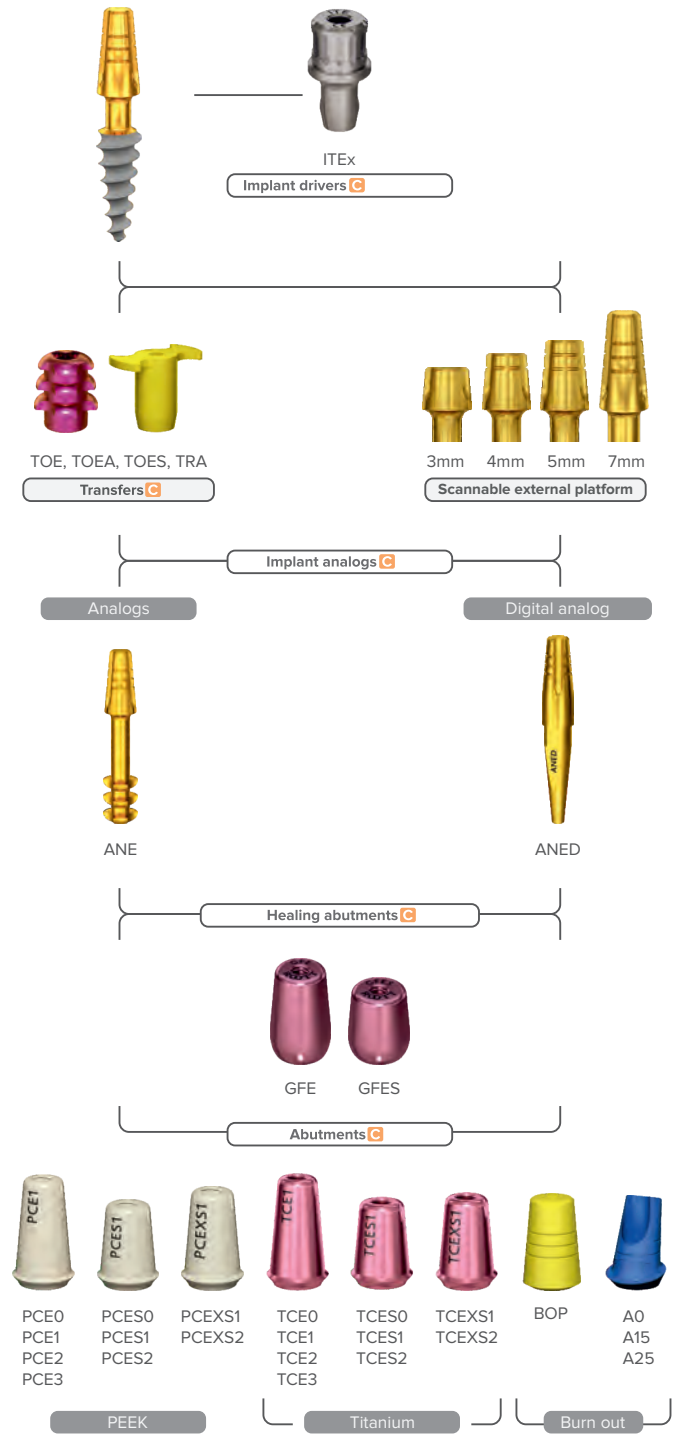 ITEx
Implant drivers C
TOE, TOEA, TOES, TRA
Transfers C
3mm 4mm 5mm 7mm
Scannable external platform
Implant analogs C
Analogs
Digital analog
ANED
ANE
ANED
Healing abutments C
GFE
GFES
GFE GFES
Abutments C
PCE1 PCES1 PCEXS1 TCE1 TCES1 TCEXS1
PCE0 PCES0 PCEXS1 TCE0 TCES0 TCEXS1 BOP A0
PCE1 PCES1 PCEXS2 TCE1 TCES1 TCEXS2 A15
PCE2 PCES2 TCE2 TCES2 A25
PCE3 TCE3
PEEK Titanium Burn out